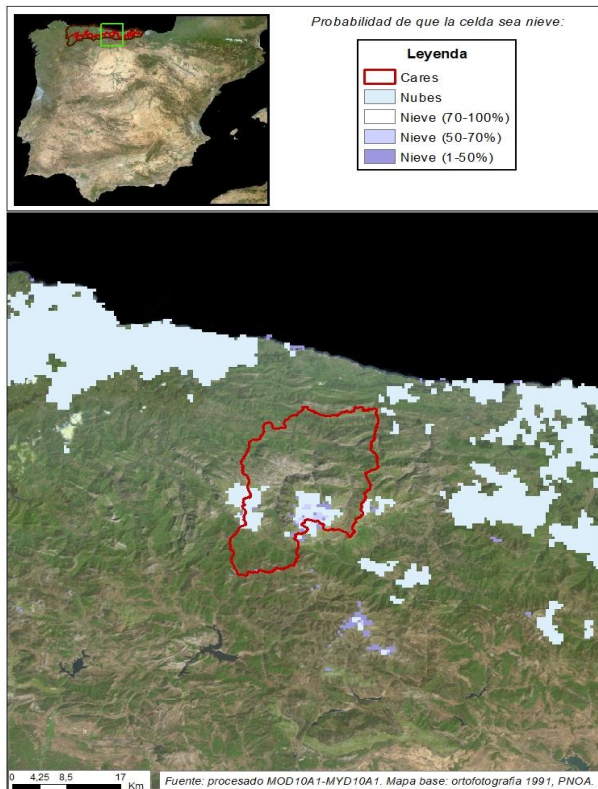 Probabilidad de que la celda sea nieve:
Leyenda
Cares
Nubes
Nieve (70-100%)
Nieve (50-70%)
Nieve (1-50%)
0 4,25 8,5 17
Km
Fuente: procesado MOD10A1-MYD10A1. Mapa base: ortofotografia 1991, PNOA.